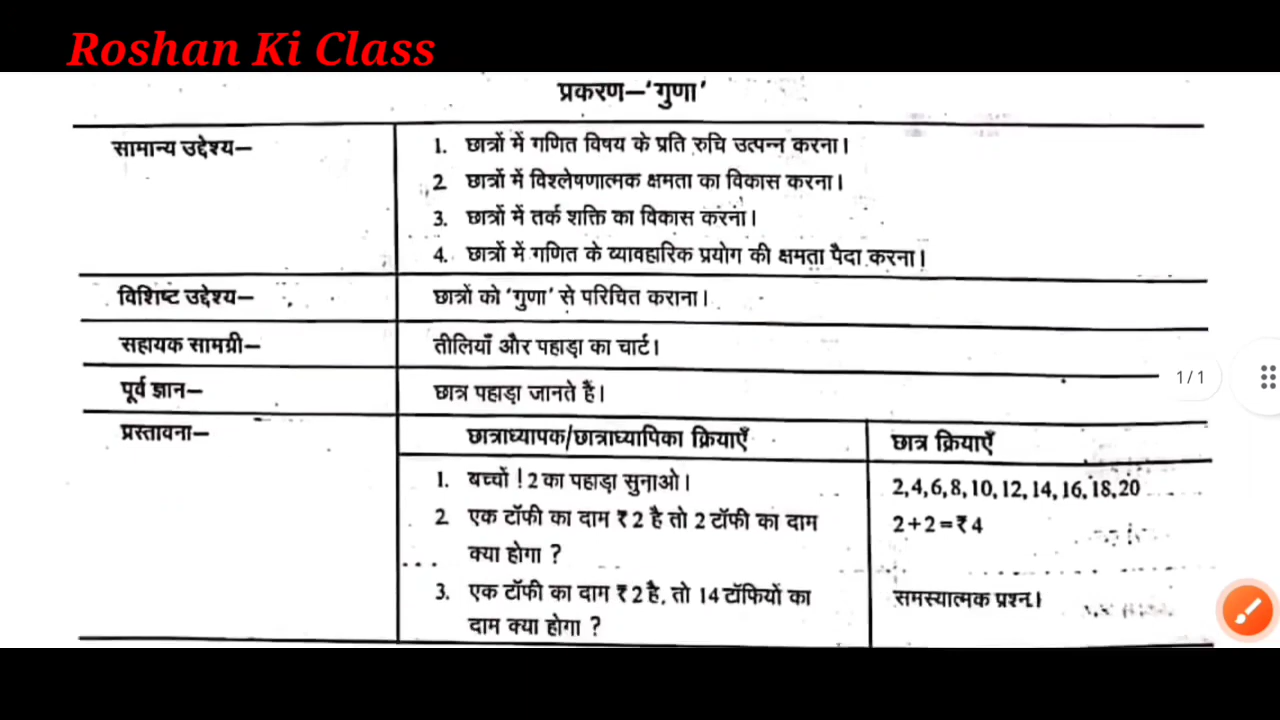 Roshan Ki Class
प्रकरण–‘गुणा’
सामान्य उद्देश्य–
1. छात्रों में गणित विषय के प्रति रुचि उत्पन्न करना।
2 छात्रों में विश्लेषणात्मक क्षमता का विकास करना।
3. छात्रों में तर्क शक्ति का विकास करना।
4. छात्रों में गणित के व्यावहारिक प्रयोग की क्षमता पैदा करना।
विशिष्ट उद्देश्य–
छात्रों को ‘गुणा’ से परिचित कराना।
सहायक सामग्री–
तीलियाँ और पहाड़ा का चार्ट।
1/1
पूर्व ज्ञान–
छात्र पहाड़ा जानते हैं।
प्रस्तावना–
छात्राध्यापक/छात्राध्यापिका क्रियाएँ
छात्र क्रियाएँ
1. बच्चों ! 2 का पहाड़ा सुनाओ।
2,4,6,8,10,12,14,16,18,20
2 एक टॉफी का दाम ₹ 2 है तो 2 टॉफी का दाम
क्या होगा ?
2+2=₹ 4
3. एक टॉफी का दाम ₹ 2 है, तो 14 टॉफियों का
दाम क्या होगा ?
समस्यात्मक प्रश्न।